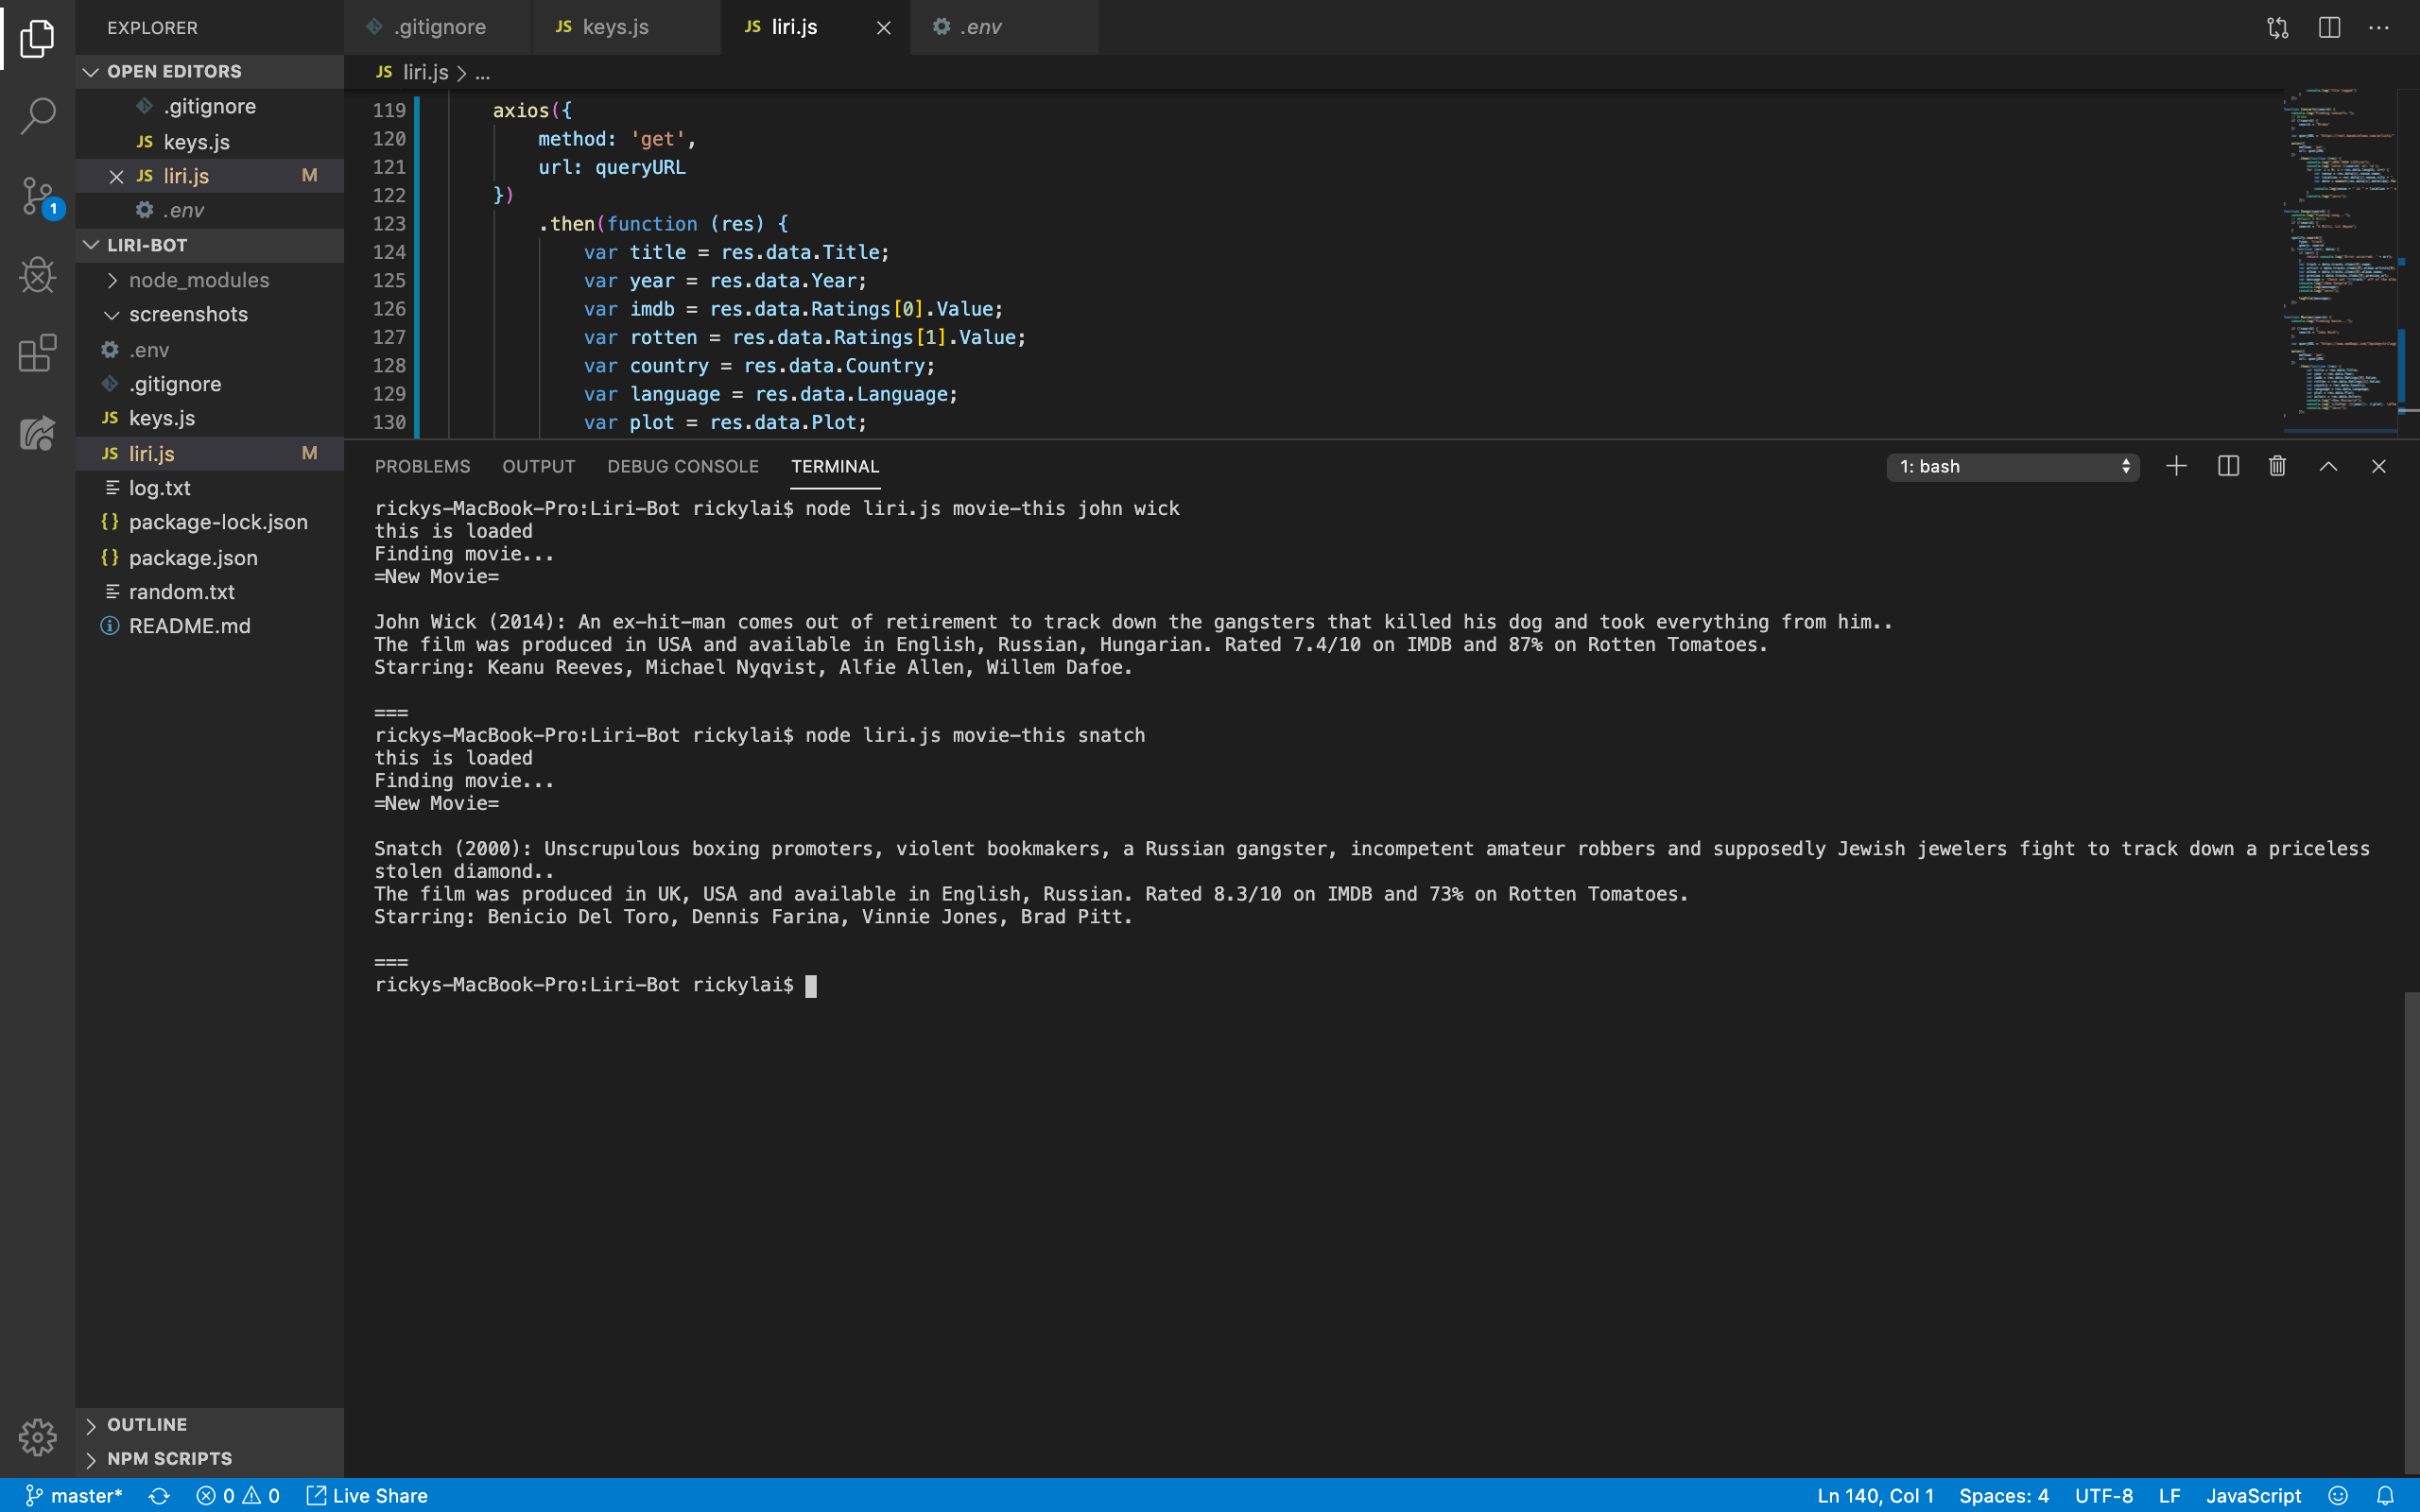 EXPLORER
OPEN EDITORS
.gitignore
JS keys.js
JS liri.js M
.env
1
LIRI-BOT
node_modules
screenshots
.env
.gitignore
JS keys.js
JS liri.js M
log.txt
{} package-lock.json
{} package.json
random.txt
README.md
OUTLINE
NPM SCRIPTS
.gitignore
JS keys.js
JS liri.js
.env
JS liri.js > ...
119 axios({
120 method: 'get',
121 url: queryURL
122 })
123 .then(function (res) {
124 var title = res.data.Title;
125 var year = res.data.Year;
126 var imdb = res.data.Ratings[0].Value;
127 var rotten = res.data.Ratings[1].Value;
128 var country = res.data.Country;
129 var language = res.data.Language;
130 var plot = res.data.Plot;
PROBLEMS OUTPUT DEBUG CONSOLE TERMINAL
1: bash
rickys-MacBook-Pro:Liri-Bot rickylai$ node liri.js movie-this john wick
this is loaded
Finding movie...
=New Movie=
John Wick (2014): An ex-hit-man comes out of retirement to track down the gangsters that killed his dog and took everything from him..
The film was produced in USA and available in English, Russian, Hungarian. Rated 7.4/10 on IMDB and 87% on Rotten Tomatoes.
Starring: Keanu Reeves, Michael Nyqvist, Alfie Allen, Willem Dafoe.
===
rickys-MacBook-Pro:Liri-Bot rickylai$ node liri.js movie-this snatch
this is loaded
Finding movie...
=New Movie=
Snatch (2000): Unscrupulous boxing promoters, violent bookmakers, a Russian gangster, incompetent amateur robbers and supposedly Jewish jewelers fight to track down a priceless
stolen diamond..
The film was produced in UK, USA and available in English, Russian. Rated 8.3/10 on IMDB and 73% on Rotten Tomatoes.
Starring: Benicio Del Toro, Dennis Farina, Vinnie Jones, Brad Pitt.
===
rickys-MacBook-Pro:Liri-Bot rickylai$
master* 0 0 Live Share
Ln 140, Col 1 Spaces: 4 UTF-8 LF JavaScript